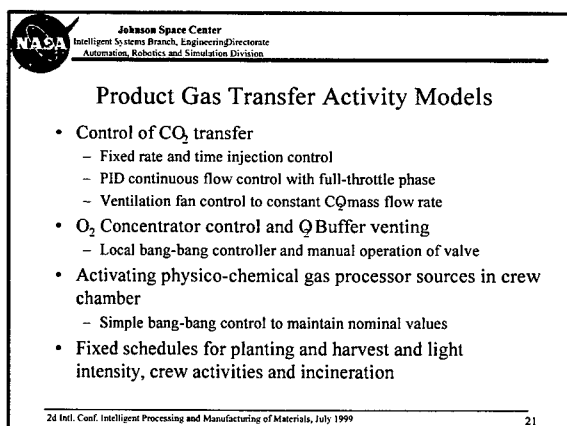 NASA
Johnson Space Center
Intelligent Systems Branch, EngineeringDirectorate
Automation, Robotics and Simulation Division
Product Gas Transfer Activity Models
• Control of CO₂ transfer
– Fixed rate and time injection control
– PID continuous flow control with full-throttle phase
– Ventilation fan control to constant CO₂mass flow rate
• O₂ Concentrator control and O₂ Buffer venting
– Local bang-bang controller and manual operation of valve
• Activating physico-chemical gas processor sources in crew
chamber
– Simple bang-bang control to maintain nominal values
• Fixed schedules for planting and harvest and light
intensity, crew activities and incineration
2d Intl. Conf. Intelligent Processing and Manufacturing of Materials, July 1999
21